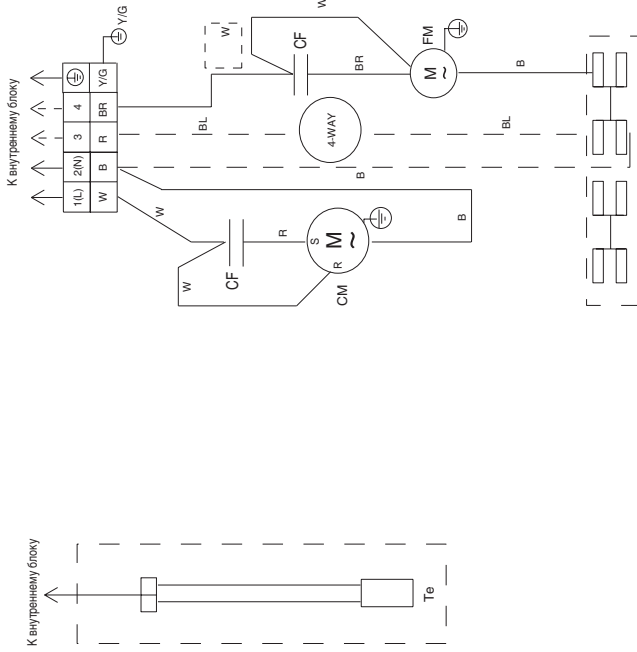 К внутреннему блоку
Y/G
1(L) 2(N) 3 4
W B R BR Y/G
W
W
CF
R
S
R
M
~
CM
B
B
BL
4-WAY
BL
W
W
CF
BR
FM
M ~
B
К внутреннему блоку
Te